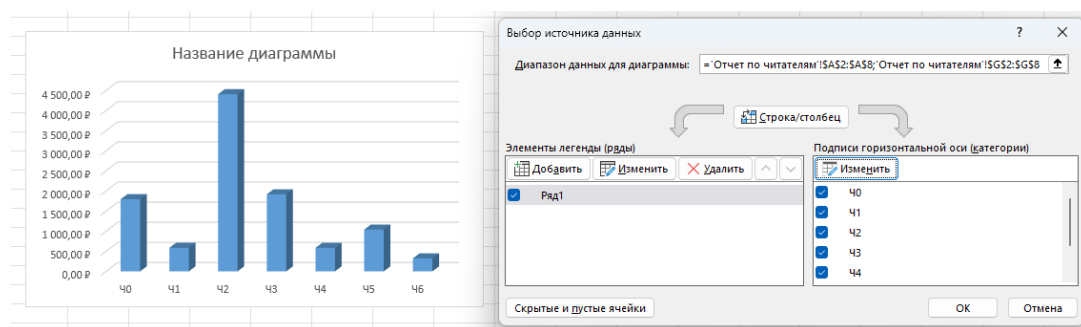 Название диаграммы
4 500,00 ₽
4 000,00 ₽
3 500,00 ₽
3 000,00 ₽
2 500,00 ₽
2 000,00 ₽
1 500,00 ₽
1 000,00 ₽
500,00 ₽
0,00 ₽
Ч0 Ч1 Ч2 Ч3 Ч4 Ч5 Ч6
Выбор источника данных ?
Диапазон данных для диаграммы: ='Отчет по читателям'!$A$2:$A$8;'Отчет по читателям'!$G$2:$G$8
Строка/столбец
Элементы легенды (ряды)
Добавить Изменить Удалить
Ряд1
Подписи горизонтальной оси (категории)
Изменить
Ч0
Ч1
Ч2
Ч3
Ч4
Скрытые и пустые ячейки ОК Отмена